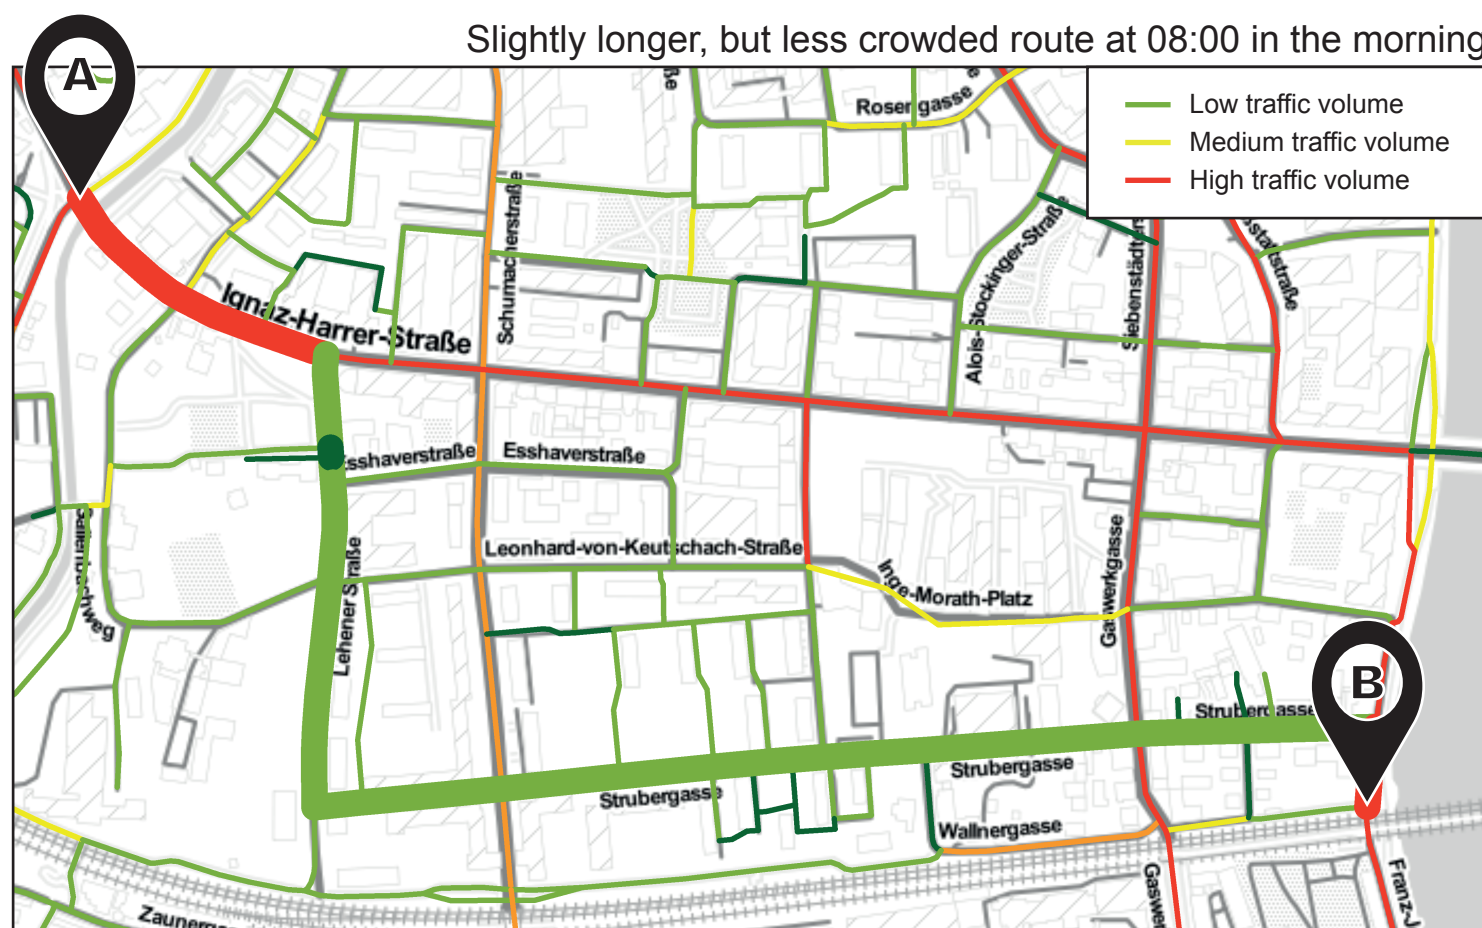 Slightly longer, but less crowded route at 08:00 in the morning
A
Low traffic volume
Medium traffic volume
High traffic volume
Rosengasse
Schumacherstraße
Ignaz-Harrer-Straße
Alois-Stockinger-Straße
Esshaverstraße
Esshaverstraße
Leonhard-von-Keutschach-Straße
Inge-Morath-Platz
Gaswerkgasse
Lehener Straße
B
Strubergasse
Strubergasse
Strubergasse
Wallnergasse